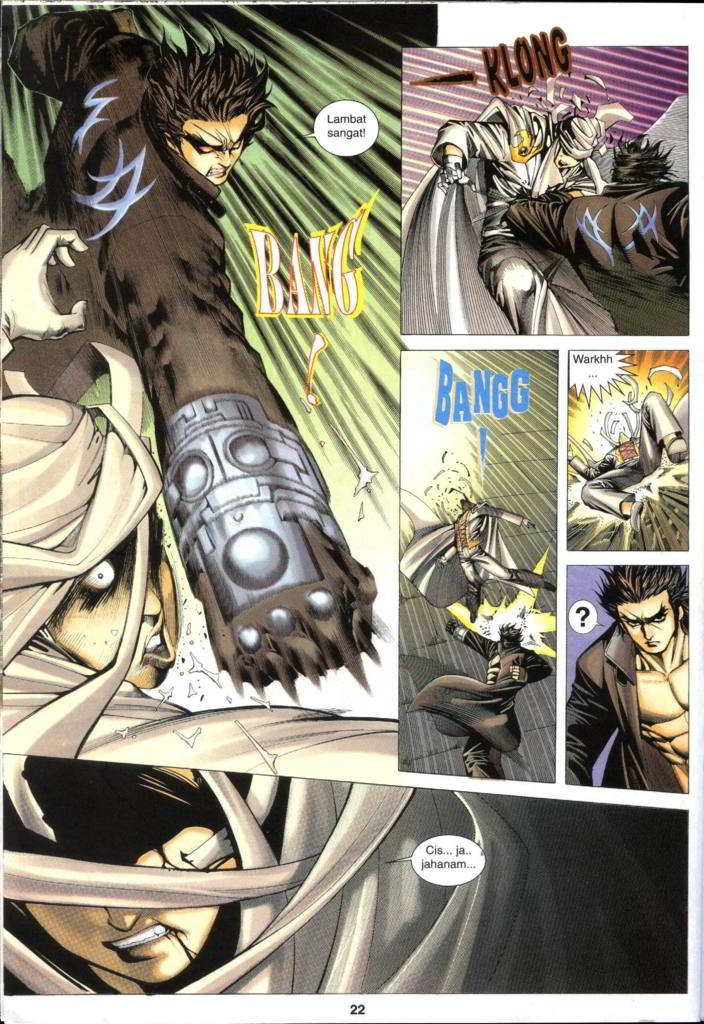 Lambat
sangat!
BANG
!
KLONG
BANGG
!
Warkhh
...
?
Cis... ja..
jahanam...
22